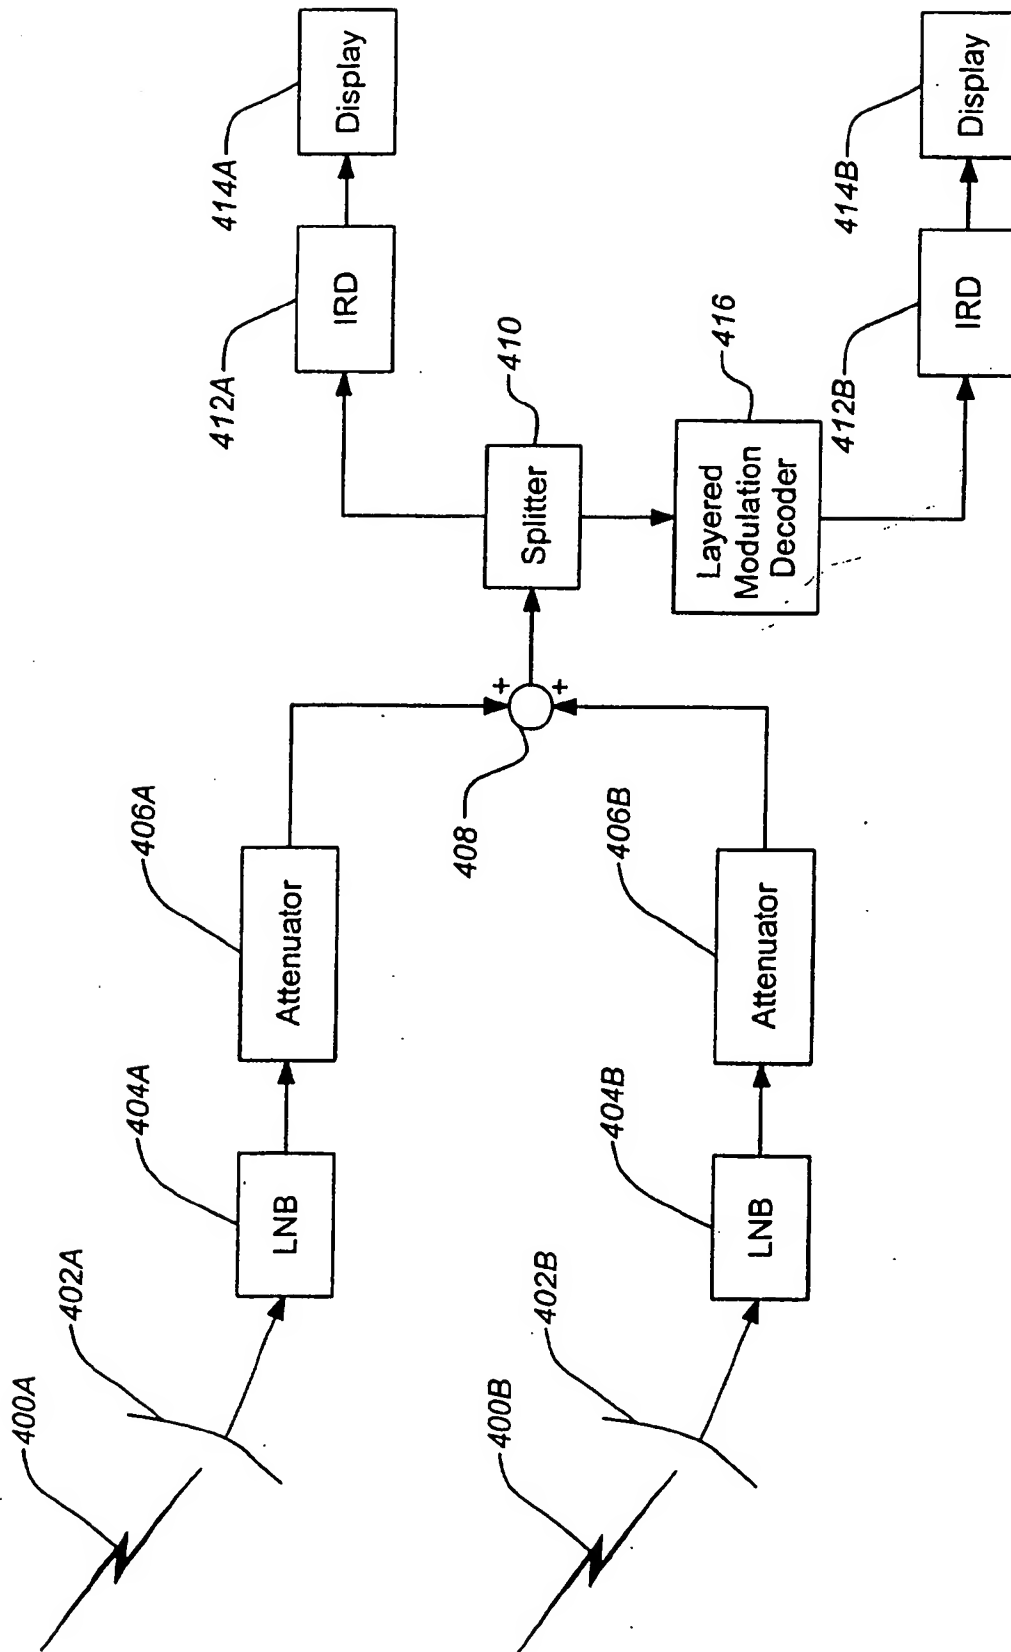 414A
Display
412A
IRD
410
Splitter
416
Layered
Modulation
Decoder
412B
IRD
414B
Display
+
+
408
406A
Attenuator
406B
Attenuator
404A
LNB
404B
LNB
402A
402B
400A
400B